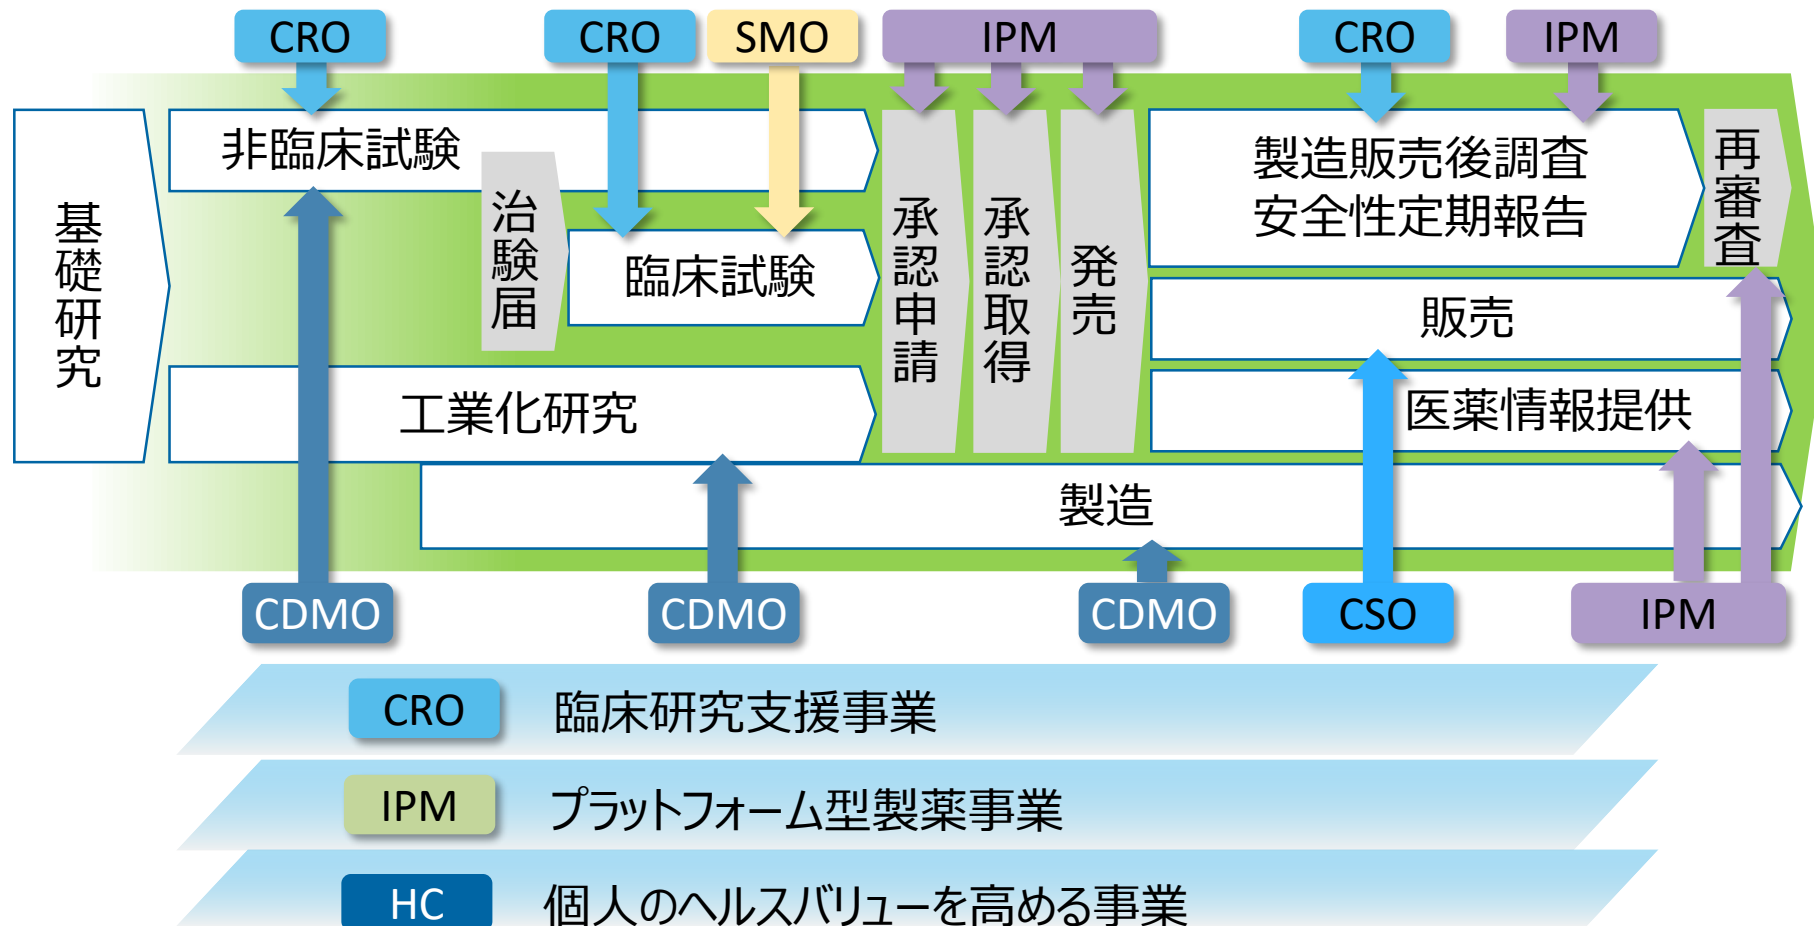 CRO
CRO
SMO
IPM
CRO
IPM
基礎研究
非臨床試験
治験届
臨床試験
工業化研究
承認申請
承認取得
発売
製造販売後調査
安全性定期報告
再審査
販売
医薬情報提供
製造
CDMO
CDMO
CDMO
CSO
IPM
CRO 臨床研究支援事業
IPM プラットフォーム型製薬事業
HC 個人のヘルスバリューを高める事業